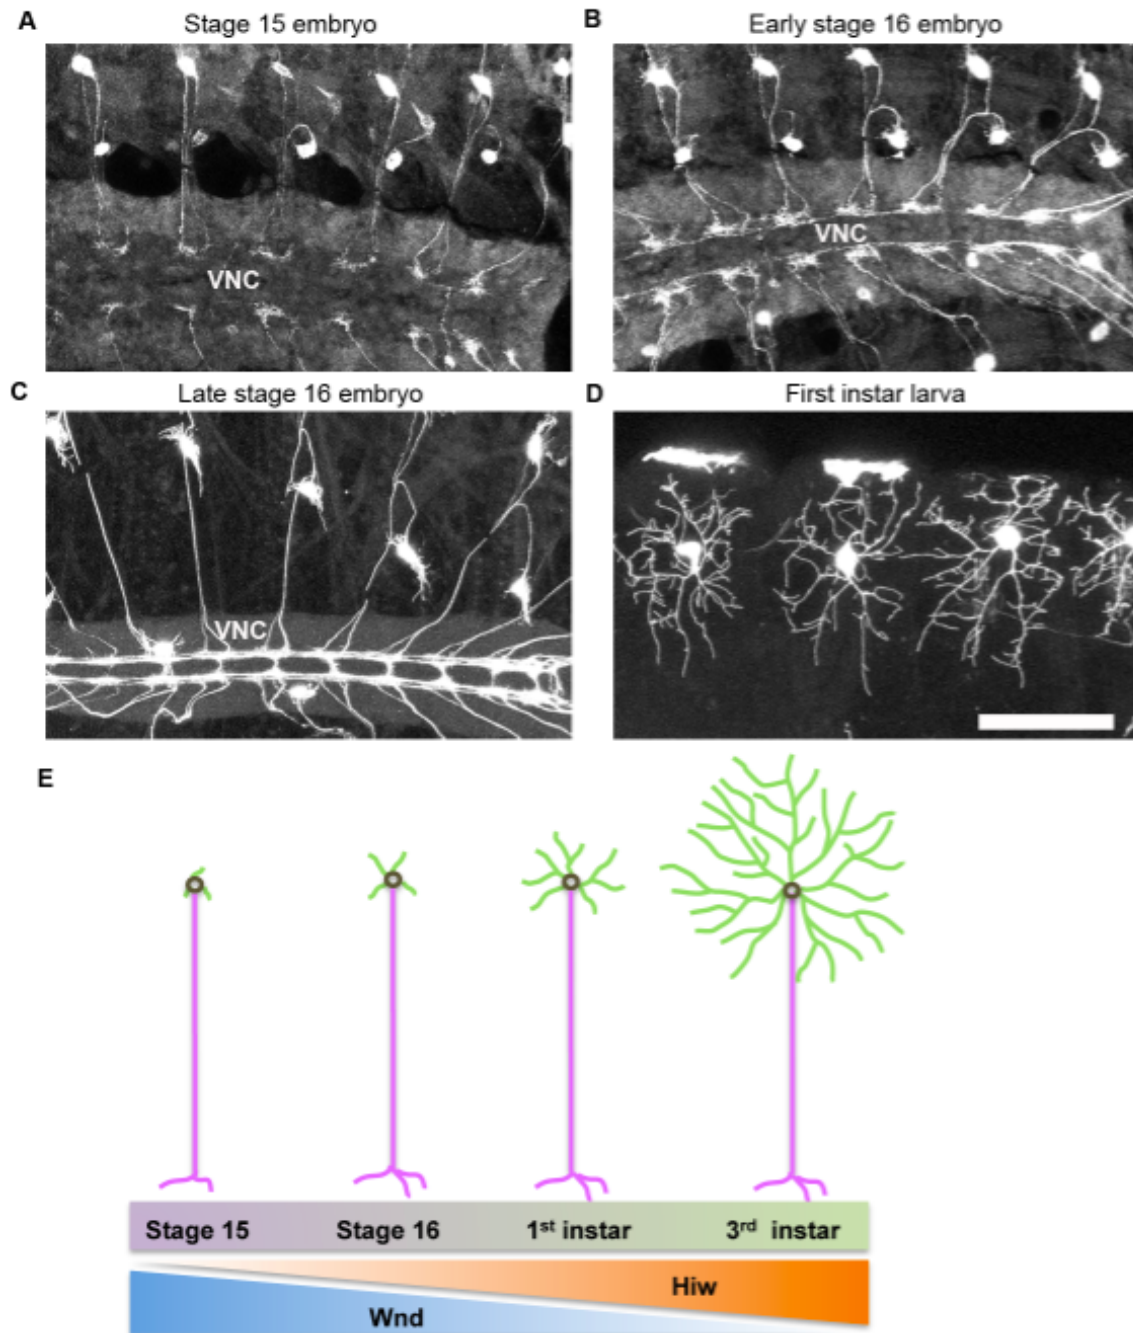 A
Stage 15 embryo
B
Early stage 16 embryo
VNC
VNC
C
Late stage 16 embryo
D
First instar larva
VNC
E
Stage 15
Stage 16
1st instar
3rd instar
Hiw
Wnd